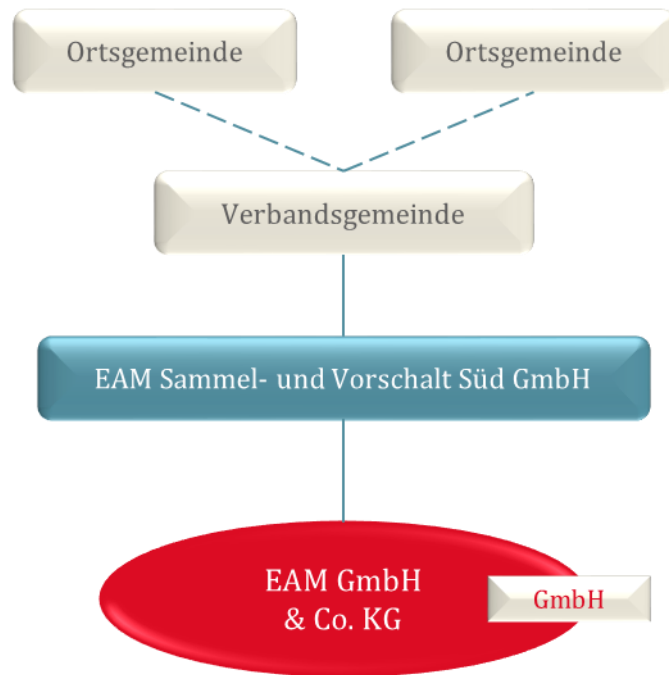 Ortsgemeinde
Ortsgemeinde
Verbandsgemeinde
EAM Sammel- und Vorschalt Süd GmbH
EAM GmbH
& Co. KG
GmbH